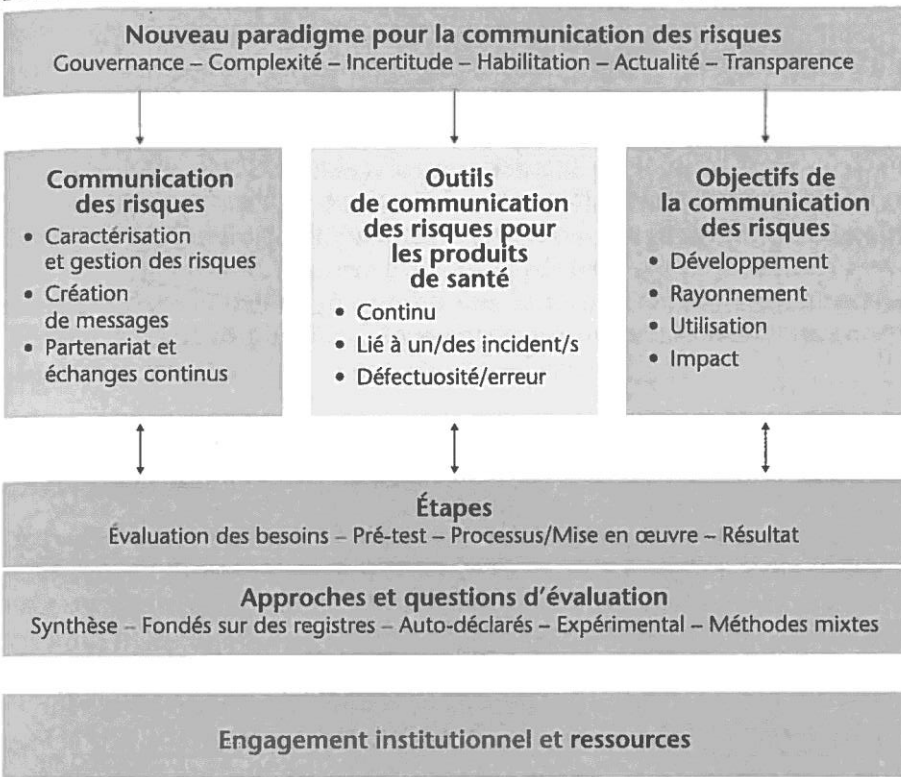 Nouveau paradigme pour la communication des risques
Gouvernance – Complexité – Incertitude – Habilitation – Actualité – Transparence
Communication
des risques
• Caractérisation
et gestion des risques
• Création
de messages
• Partenariat et
échanges continus
Outils
de communication
des risques pour
les produits
de santé
• Continu
• Lié à un/des incident/s
• Défectuosité/erreur
Objectifs de
la communication
des risques
• Développement
• Rayonnement
• Utilisation
• Impact
Étapes
Évaluation des besoins – Pré-test – Processus/Mise en œuvre – Résultat
Approches et questions d'évaluation
Synthèse – Fondés sur des registres – Auto-déclarés – Expérimental – Méthodes mixtes
Engagement institutionnel et ressources